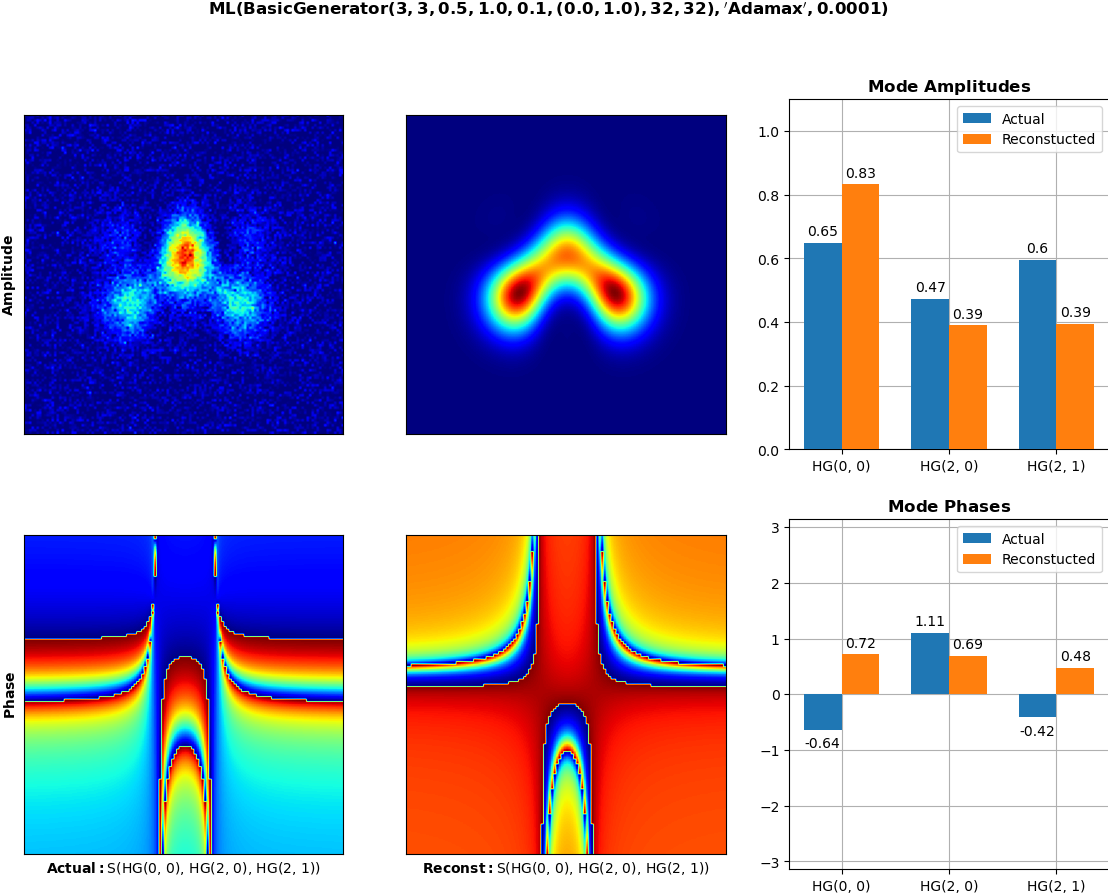 ML(BasicGenerator(3, 3, 0.5, 1.0, 0.1, (0.0, 1.0), 32, 32), ′Adamax′, 0.0001)
Amplitude
Mode Amplitudes
Actual
Reconstucted
1.0
0.8
0.6
0.4
0.2
0.0
0.65
0.83
0.47
0.39
0.6
0.39
HG(0, 0)
HG(2, 0)
HG(2, 1)
Phase
Actual: S(HG(0, 0), HG(2, 0), HG(2, 1))
Reconst: S(HG(0, 0), HG(2, 0), HG(2, 1))
Mode Phases
Actual
Reconstucted
3
2
1
0
−1
−2
−3
-0.64
0.72
1.11
0.69
-0.42
0.48
HG(0, 0)
HG(2, 0)
HG(2, 1)